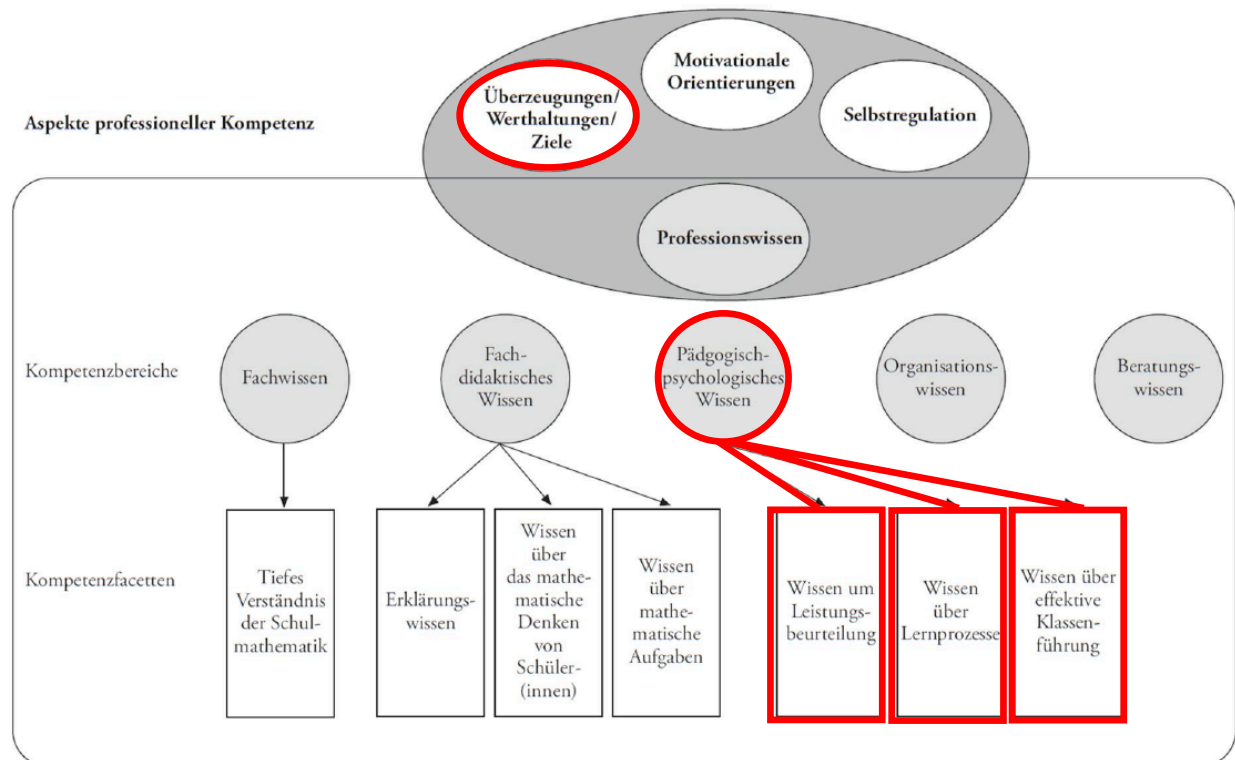 Motivationale
Orientierungen
Überzeugungen/
Werthaltungen/
Ziele
Selbstregulation
Aspekte professioneller Kompetenz
Professionswissen
Kompetenzbereiche
Fachwissen
Fach-
didaktisches
Wissen
Pädgogisch-
psychologisches
Wissen
Organisations-
wissen
Beratungs-
wissen
Kompetenzfacetten
Tiefes
Verständnis
der Schul-
mathematik
Erklärungs-
wissen
Wissen
über
das mathe-
matische
Denken
von
Schüler-
(innen)
Wissen
über
mathe-
matische
Aufgaben
Wissen um
Leistungs-
beurteilung
Wissen
über
Lernprozesse
Wissen über
effektive
Klassen-
führung